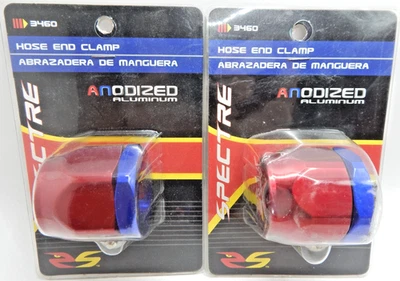 3460
HOSE END CLAMP
ABRAZADERA DE MANGUERA
ANODIZED
ALUMINUM
SPECTRE
3460
HOSE END CLAMP
ABRAZADERA DE MANGUERA
ANODIZED
ALUMINUM
SPECTRE